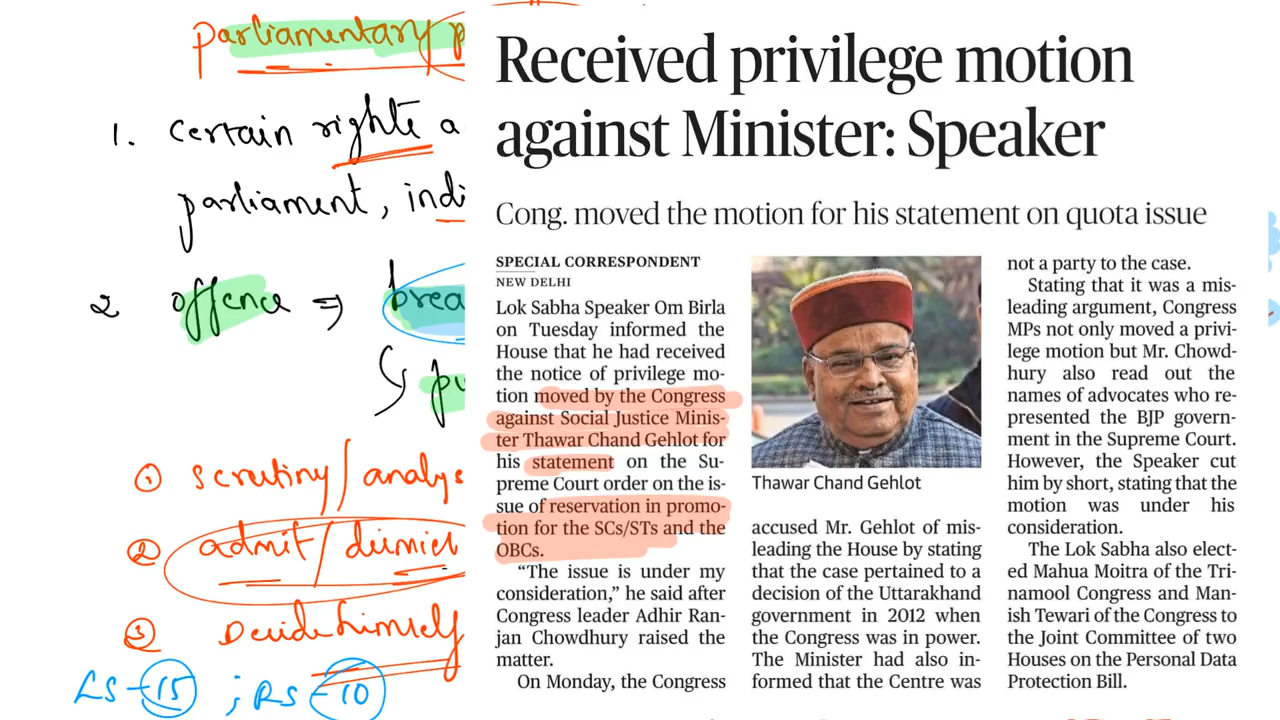 parliamentary p
1. Certain rights a
parliament, indi
2 offence ⇒ brea
↳ pu
① scrutiny/analys
② admit/dismiss
③ Decide himself
LS - 15 ; RS - 10
Received privilege motion
against Minister: Speaker
Cong. moved the motion for his statement on quota issue
SPECIAL CORRESPONDENT
NEW DELHI
Lok Sabha Speaker Om Birla
on Tuesday informed the
House that he had received
the notice of privilege mo-
tion moved by the Congress
against Social Justice Minis-
ter Thawar Chand Gehlot for
his statement on the Su-
preme Court order on the is-
sue of reservation in promo-
tion for the SCs/STs and the
OBCs.
“The issue is under my
consideration,” he said after
Congress leader Adhir Ran-
jan Chowdhury raised the
matter.
On Monday, the Congress
Thawar Chand Gehlot
accused Mr. Gehlot of mis-
leading the House by stating
that the case pertained to a
decision of the Uttarakhand
government in 2012 when
the Congress was in power.
The Minister had also in-
formed that the Centre was
not a party to the case.
Stating that it was a mis-
leading argument, Congress
MPs not only moved a privi-
lege motion but Mr. Chowd-
hury also read out the
names of advocates who re-
presented the BJP govern-
ment in the Supreme Court.
However, the Speaker cut
him by short, stating that the
motion was under his
consideration.
The Lok Sabha also elect-
ed Mahua Moitra of the Tri-
namool Congress and Man-
ish Tewari of the Congress to
the Joint Committee of two
Houses on the Personal Data
Protection Bill.